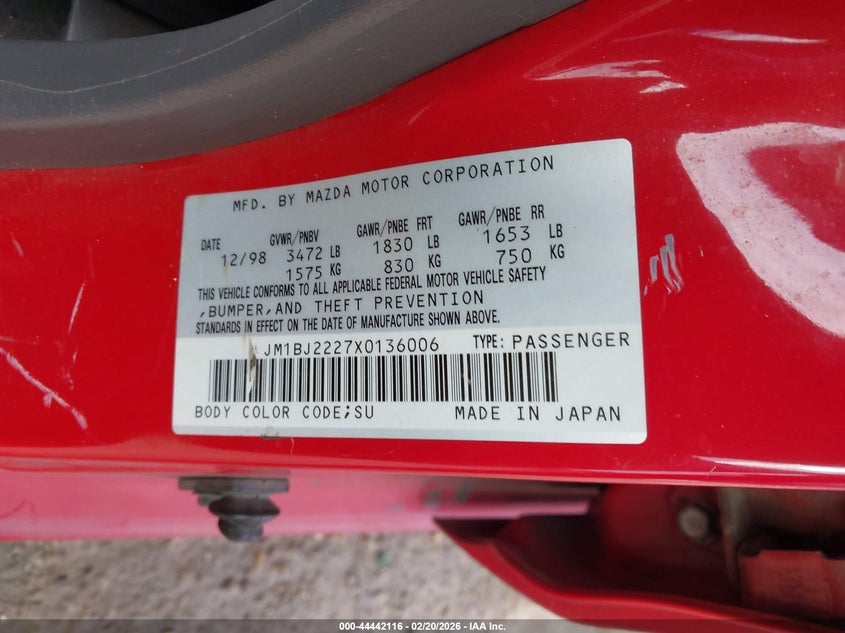 MFD. BY MAZDA MOTOR CORPORATION
DATE GVWR/PNBV GAWR/PNBE FRT GAWR/PNBE RR
12/98 3472 LB 1830 LB 1653 LB
1575 KG 830 KG 750 KG
THIS VEHICLE CONFORMS TO ALL APPLICABLE FEDERAL MOTOR VEHICLE SAFETY
,BUMPER,AND THEFT PREVENTION
STANDARDS IN EFFECT ON THE DATE OF MANUFACTURE SHOWN ABOVE.
JM1BJ2227X0136006 TYPE: PASSENGER
BODY COLOR CODE;SU MADE IN JAPAN
000-44442116 - 02/20/2026 - IAA Inc.